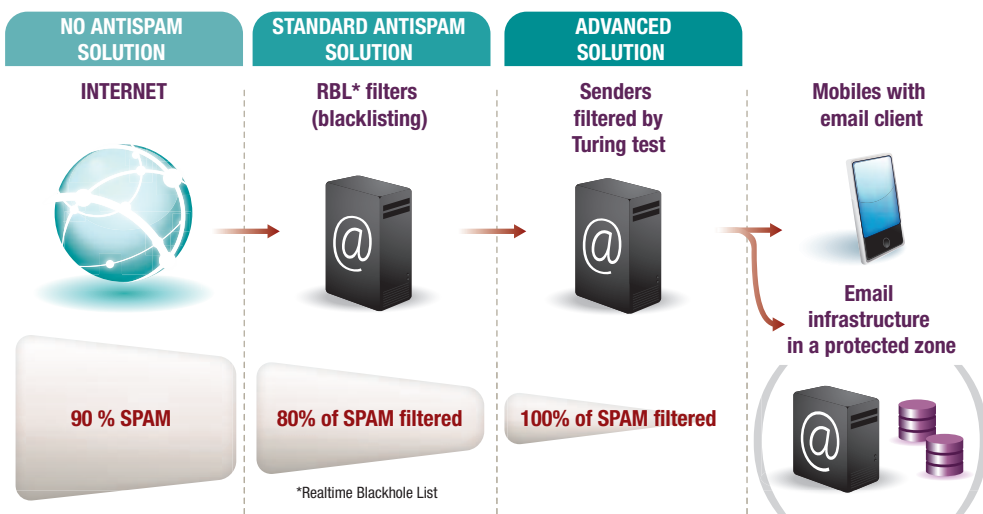 NO ANTISPAM
SOLUTION
STANDARD ANTISPAM
SOLUTION
ADVANCED
SOLUTION
INTERNET
RBL* filters
(blacklisting)
Senders
filtered by
Turing test
Mobiles with
email client
@
@
Email
infrastructure
in a protected zone
90 % SPAM
80% of SPAM filtered
100% of SPAM filtered
@
*Realtime Blackhole List